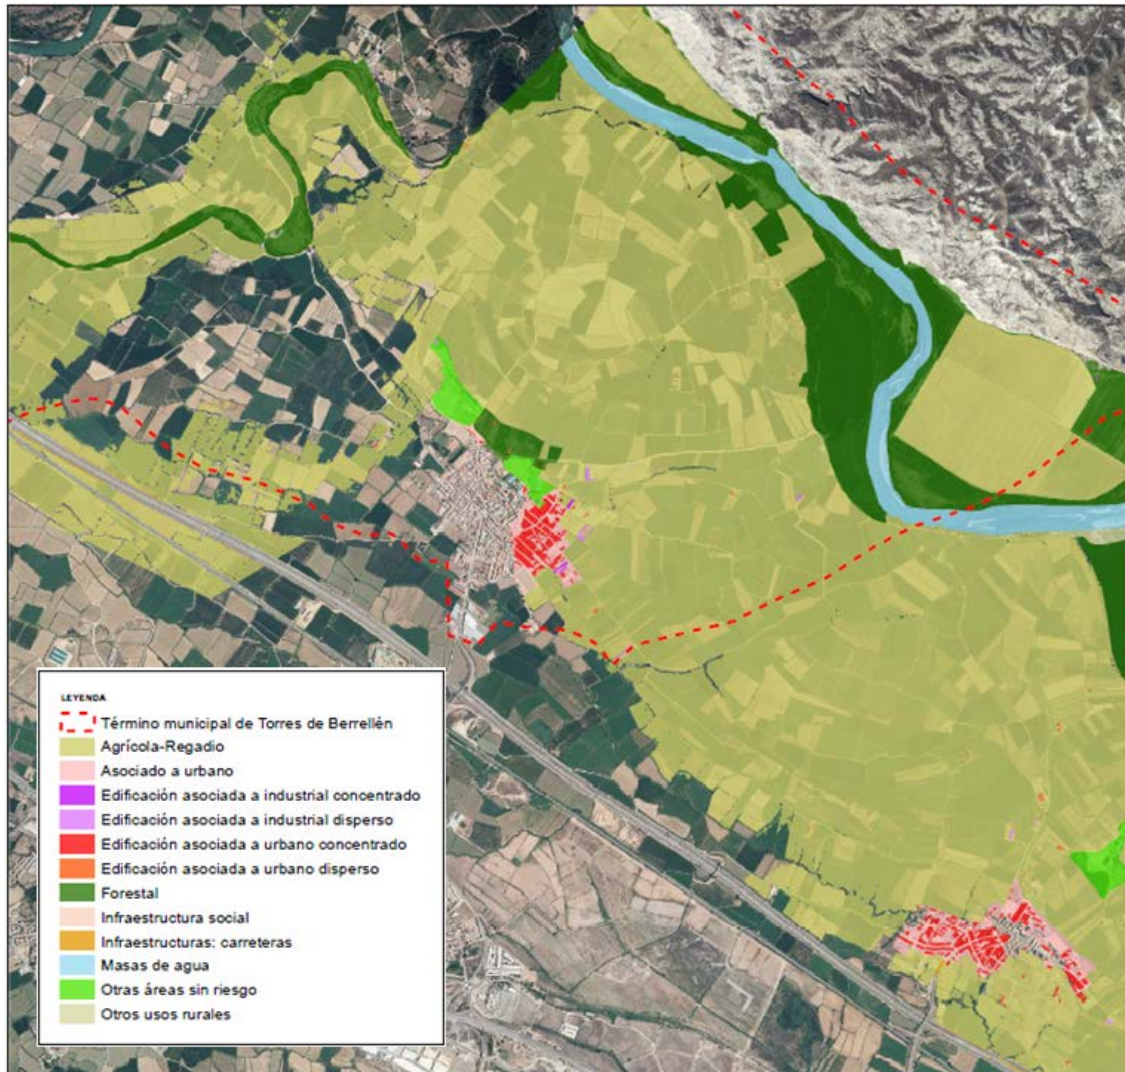 LEYENDA
Término municipal de Torres de Berrellén
Agrícola-Regadio
Asociado a urbano
Edificación asociada a industrial concentrado
Edificación asociada a industrial disperso
Edificación asociada a urbano concentrado
Edificación asociada a urbano disperso
Forestal
Infraestructura social
Infraestructuras: carreteras
Masas de agua
Otras áreas sin riesgo
Otros usos rurales